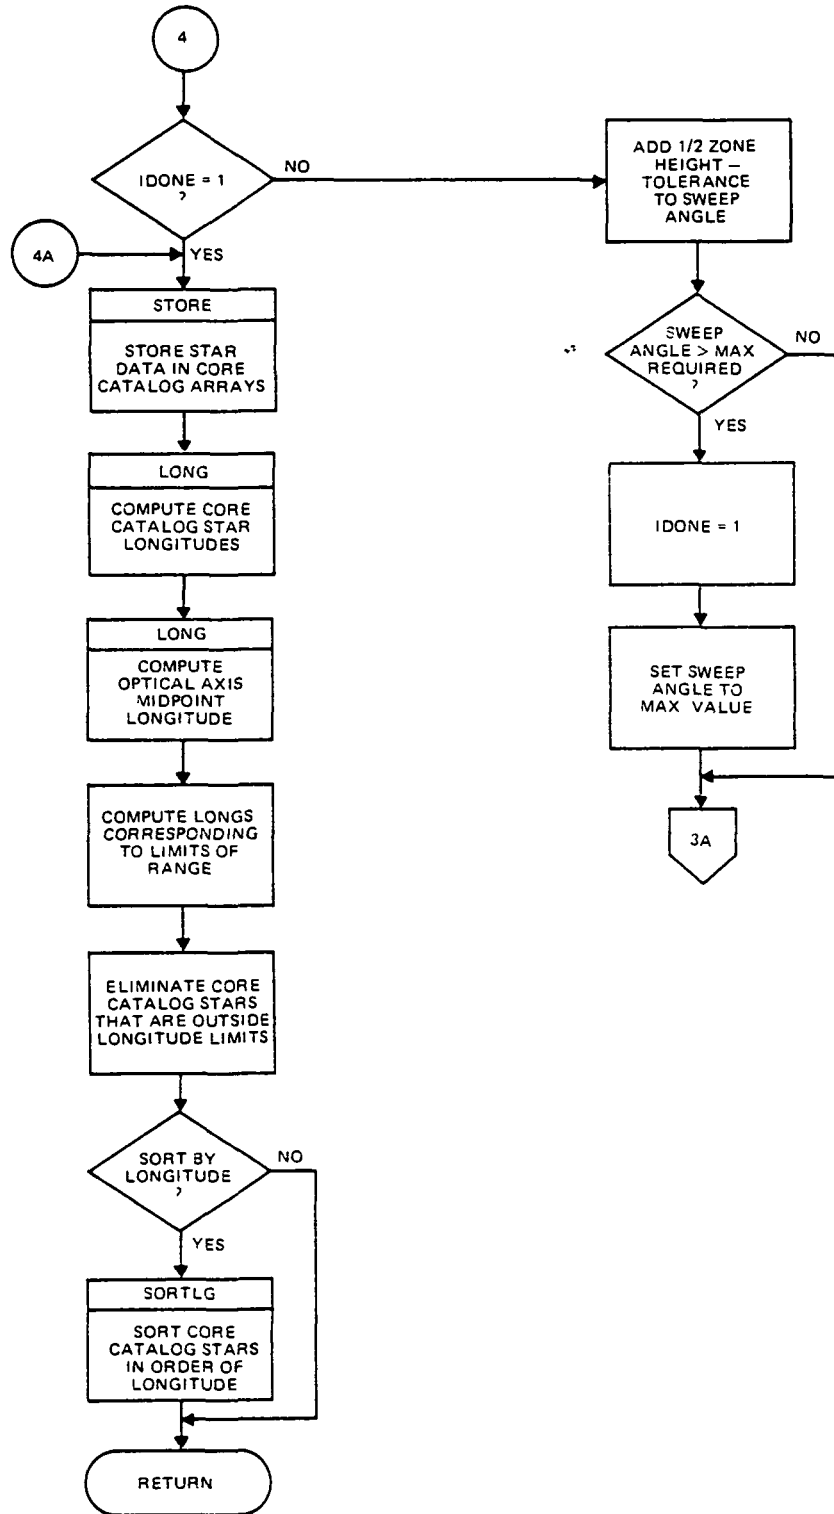 4
IDONE = 1
?
NO
YES
4A
STORE
STORE STAR
DATA IN CORE
CATALOG ARRAYS
LONG
COMPUTE CORE
CATALOG STAR
LONGITUDES
LONG
COMPUTE
OPTICAL AXIS
MIDPOINT
LONGITUDE
COMPUTE LONGS
CORRESPONDING
TO LIMITS OF
RANGE
ELIMINATE CORE
CATALOG STARS
THAT ARE OUTSIDE
LONGITUDE LIMITS
SORT BY
LONGITUDE
?
NO
YES
SORTLG
SORT CORE
CATALOG STARS
IN ORDER OF
LONGITUDE
RETURN
ADD 1/2 ZONE
HEIGHT –
TOLERANCE
TO SWEEP
ANGLE
SWEEP
ANGLE > MAX
REQUIRED
?
NO
YES
IDONE = 1
SET SWEEP
ANGLE TO
MAX VALUE
3A